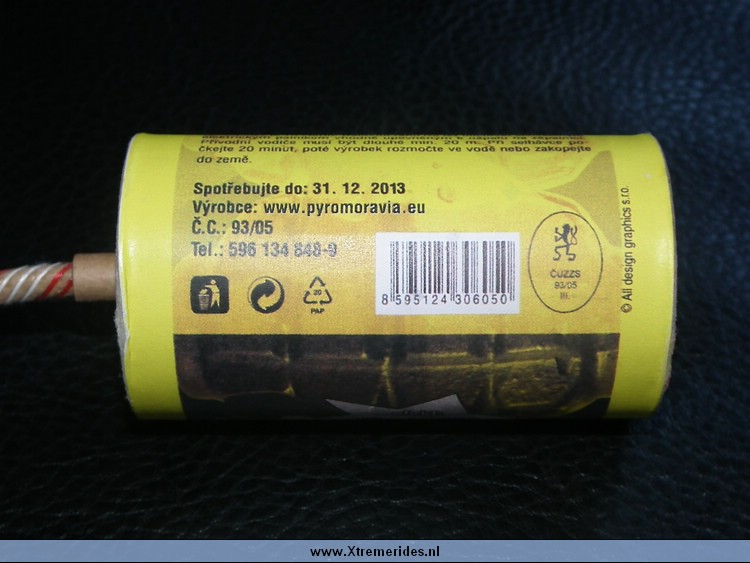 elektrickým
Přívodní vodiče musí být dlouhé min. 20 m. Při selhávce po-
čkejte 20 minut, poté výrobek rozmočte ve vodě nebo zakopejte
do země.
Spotřebujte do: 31. 12. 2013
Výrobce: www.pyromoravia.eu
Č.C.: 93/05
Tel.: 596 134 848-9
20
PAP
8 595124 306050
ČÚZZS
93/05
III.
© All design graphics s.r.o.
www.Xtremerides.nl